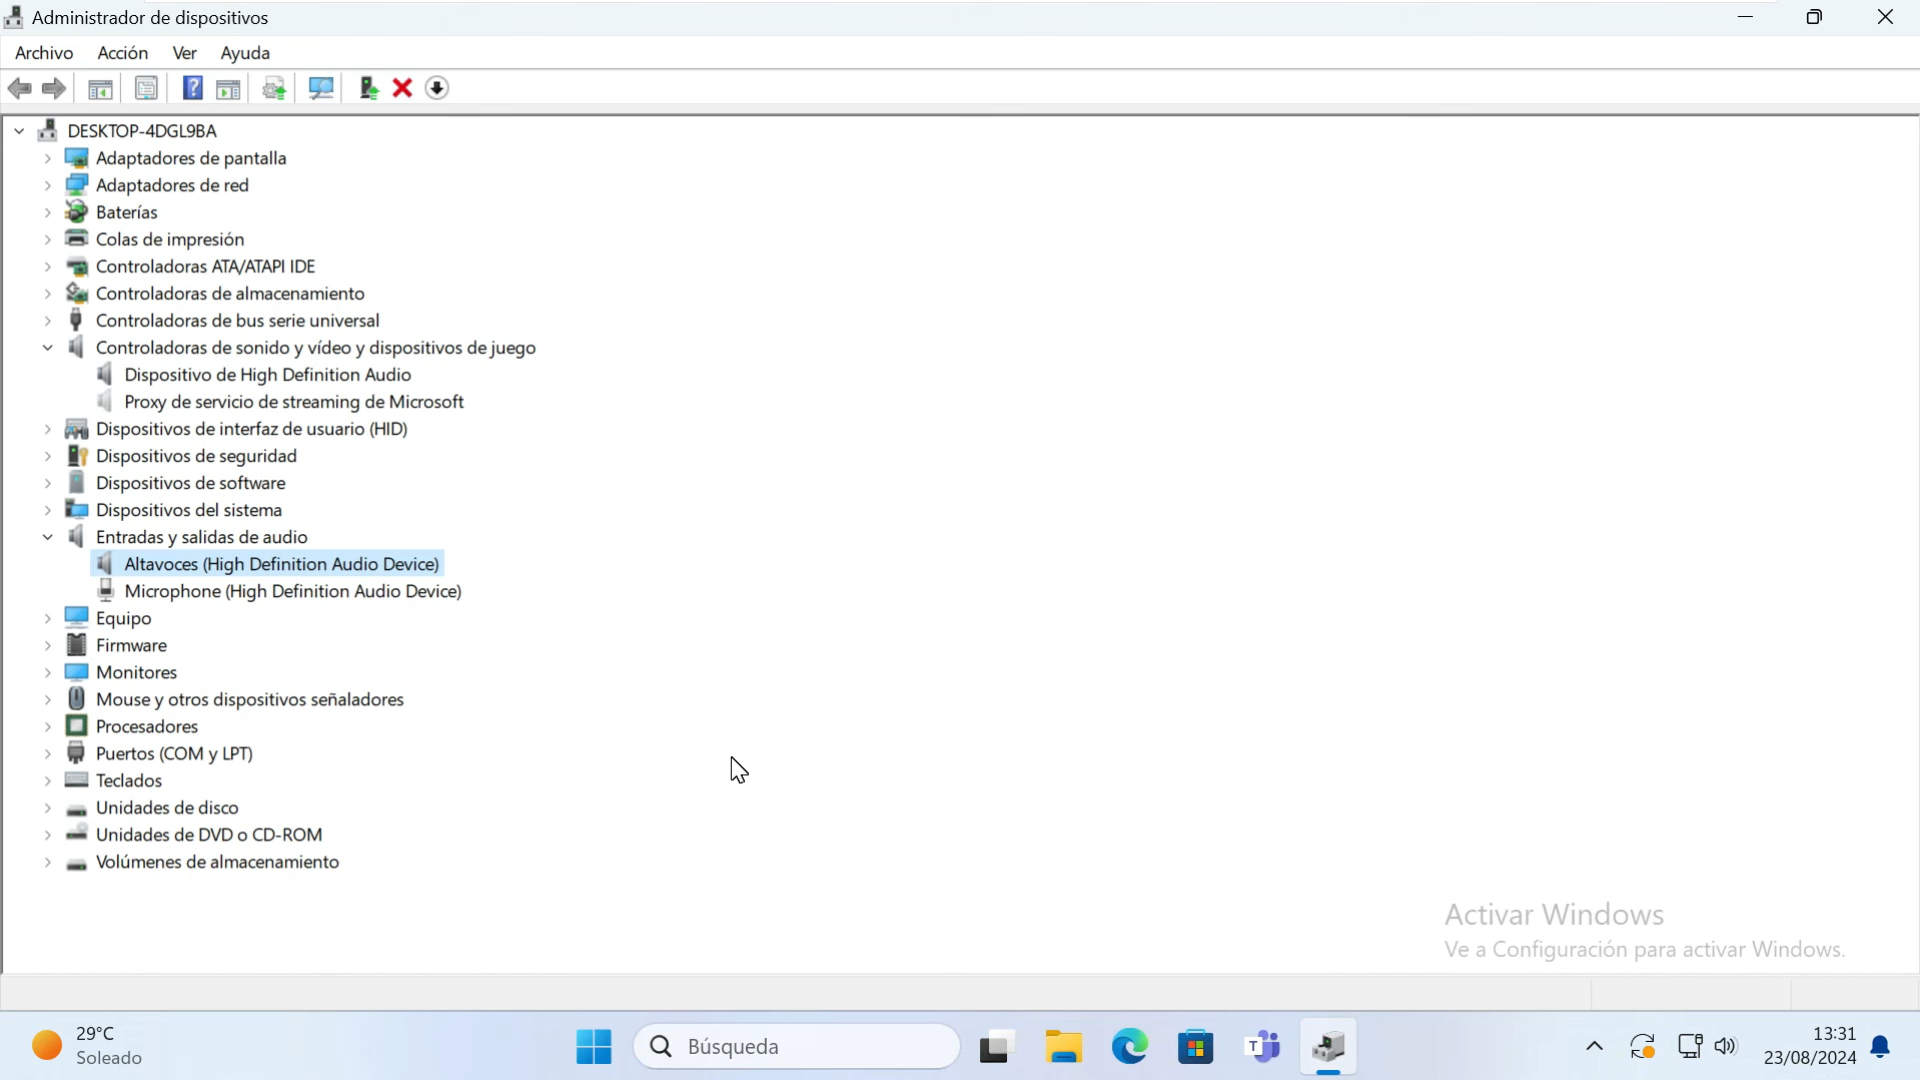 Administrador de dispositivos
Archivo Acción Ver Ayuda
DESKTOP-4DGL9BA
Adaptadores de pantalla
Adaptadores de red
Baterías
Colas de impresión
Controladoras ATA/ATAPI IDE
Controladoras de almacenamiento
Controladoras de bus serie universal
Controladoras de sonido y vídeo y dispositivos de juego
Dispositivo de High Definition Audio
Proxy de servicio de streaming de Microsoft
Dispositivos de interfaz de usuario (HID)
Dispositivos de seguridad
Dispositivos de software
Dispositivos del sistema
Entradas y salidas de audio
Altavoces (High Definition Audio Device)
Microphone (High Definition Audio Device)
Equipo
Firmware
Monitores
Mouse y otros dispositivos señaladores
Procesadores
Puertos (COM y LPT)
Teclados
Unidades de disco
Unidades de DVD o CD-ROM
Volúmenes de almacenamiento
Activar Windows
Ve a Configuración para activar Windows.
29°C
Soleado
Búsqueda
13:31
23/08/2024